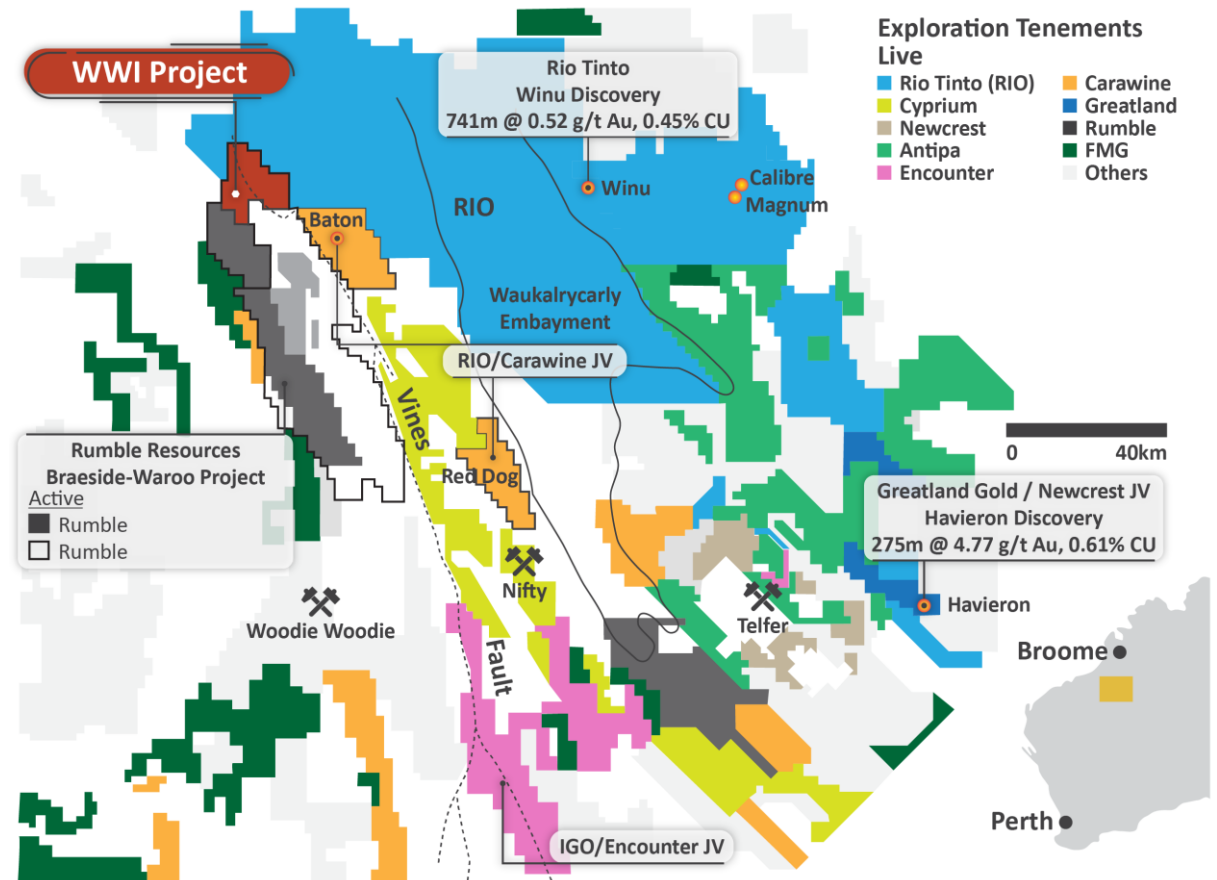 WWI Project
Rio Tinto
Winu Discovery
741m @ 0.52 g/t Au, 0.45% CU
Exploration Tenements
Live
Rio Tinto (RIO)
Cyprium
Newcrest
Antipa
Encounter
Carawine
Greatland
Rumble
FMG
Others
Winu
Calibre
Magnum
RIO
Baton
Waukalrycarly
Embayment
RIO/Carawine JV
Vines
Red Dog
0 40km
Rumble Resources
Braeside-Waroo Project
Active
Rumble
Rumble
Greatland Gold / Newcrest JV
Havieron Discovery
275m @ 4.77 g/t Au, 0.61% CU
Nifty
Woodie Woodie
Telfer
Havieron
Fault
Broome
Perth
IGO/Encounter JV